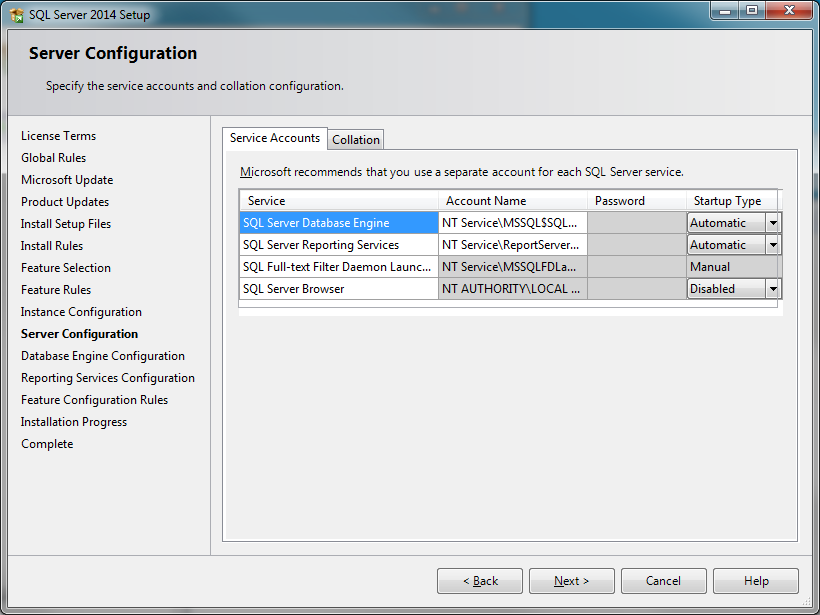 SQL Server 2014 Setup
Server Configuration
Specify the service accounts and collation configuration.
License Terms
Global Rules
Microsoft Update
Product Updates
Install Setup Files
Install Rules
Feature Selection
Feature Rules
Instance Configuration
Server Configuration
Database Engine Configuration
Reporting Services Configuration
Feature Configuration Rules
Installation Progress
Complete
Service Accounts Collation
Microsoft recommends that you use a separate account for each SQL Server service.
Service Account Name Password Startup Type
SQL Server Database Engine NT Service\MSSQL$SQL... Automatic
SQL Server Reporting Services NT Service\ReportServer... Automatic
SQL Full-text Filter Daemon Launc... NT Service\MSSQLFDLa... Manual
SQL Server Browser NT AUTHORITY\LOCAL ... Disabled
< Back Next > Cancel Help